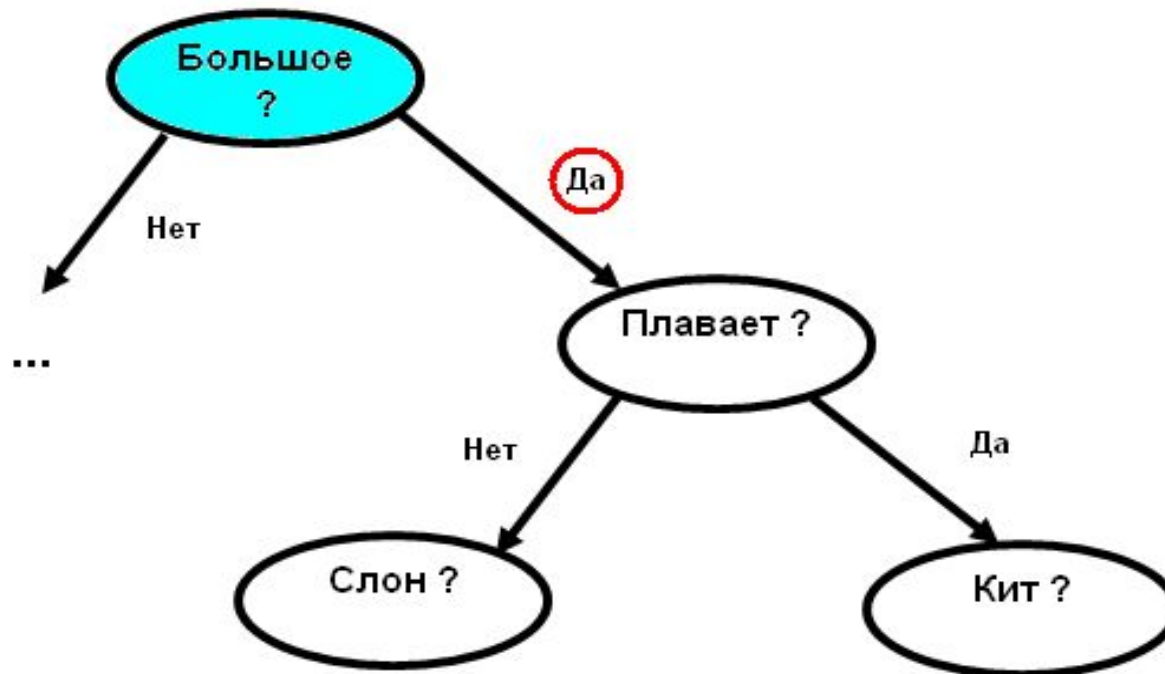 Большое
?
Да
Нет
Плавает ?
...
Нет
Да
Слон ?
Кит ?